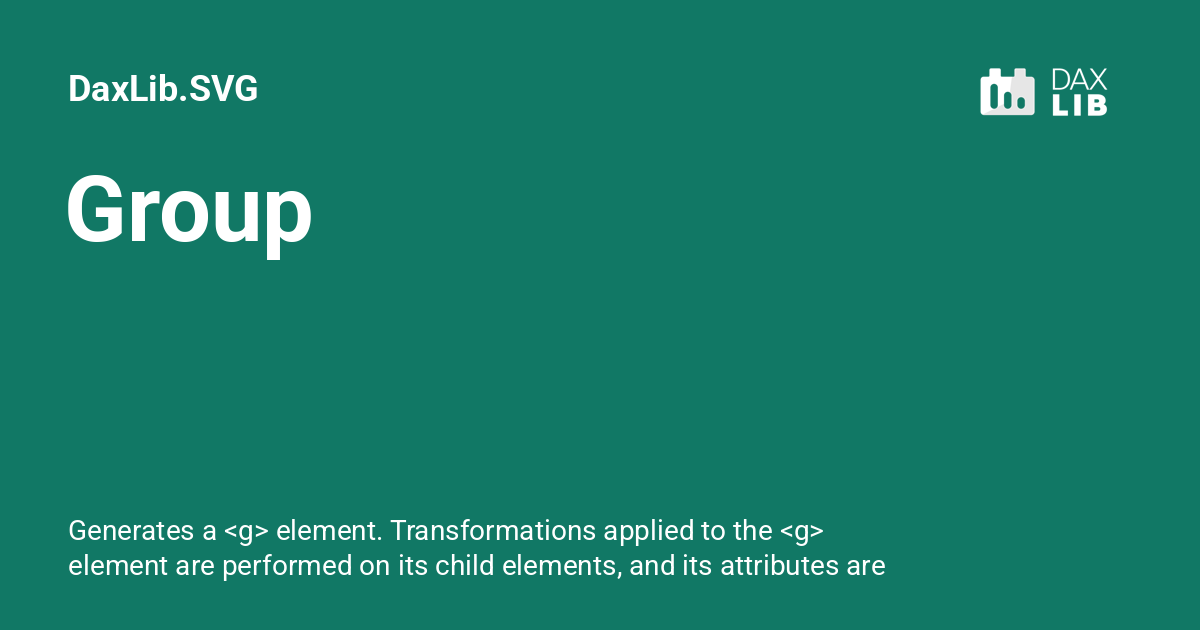 DaxLib.SVG
DAX
LIB
Group
Generates a <g> element. Transformations applied to the <g>
element are performed on its child elements, and its attributes are